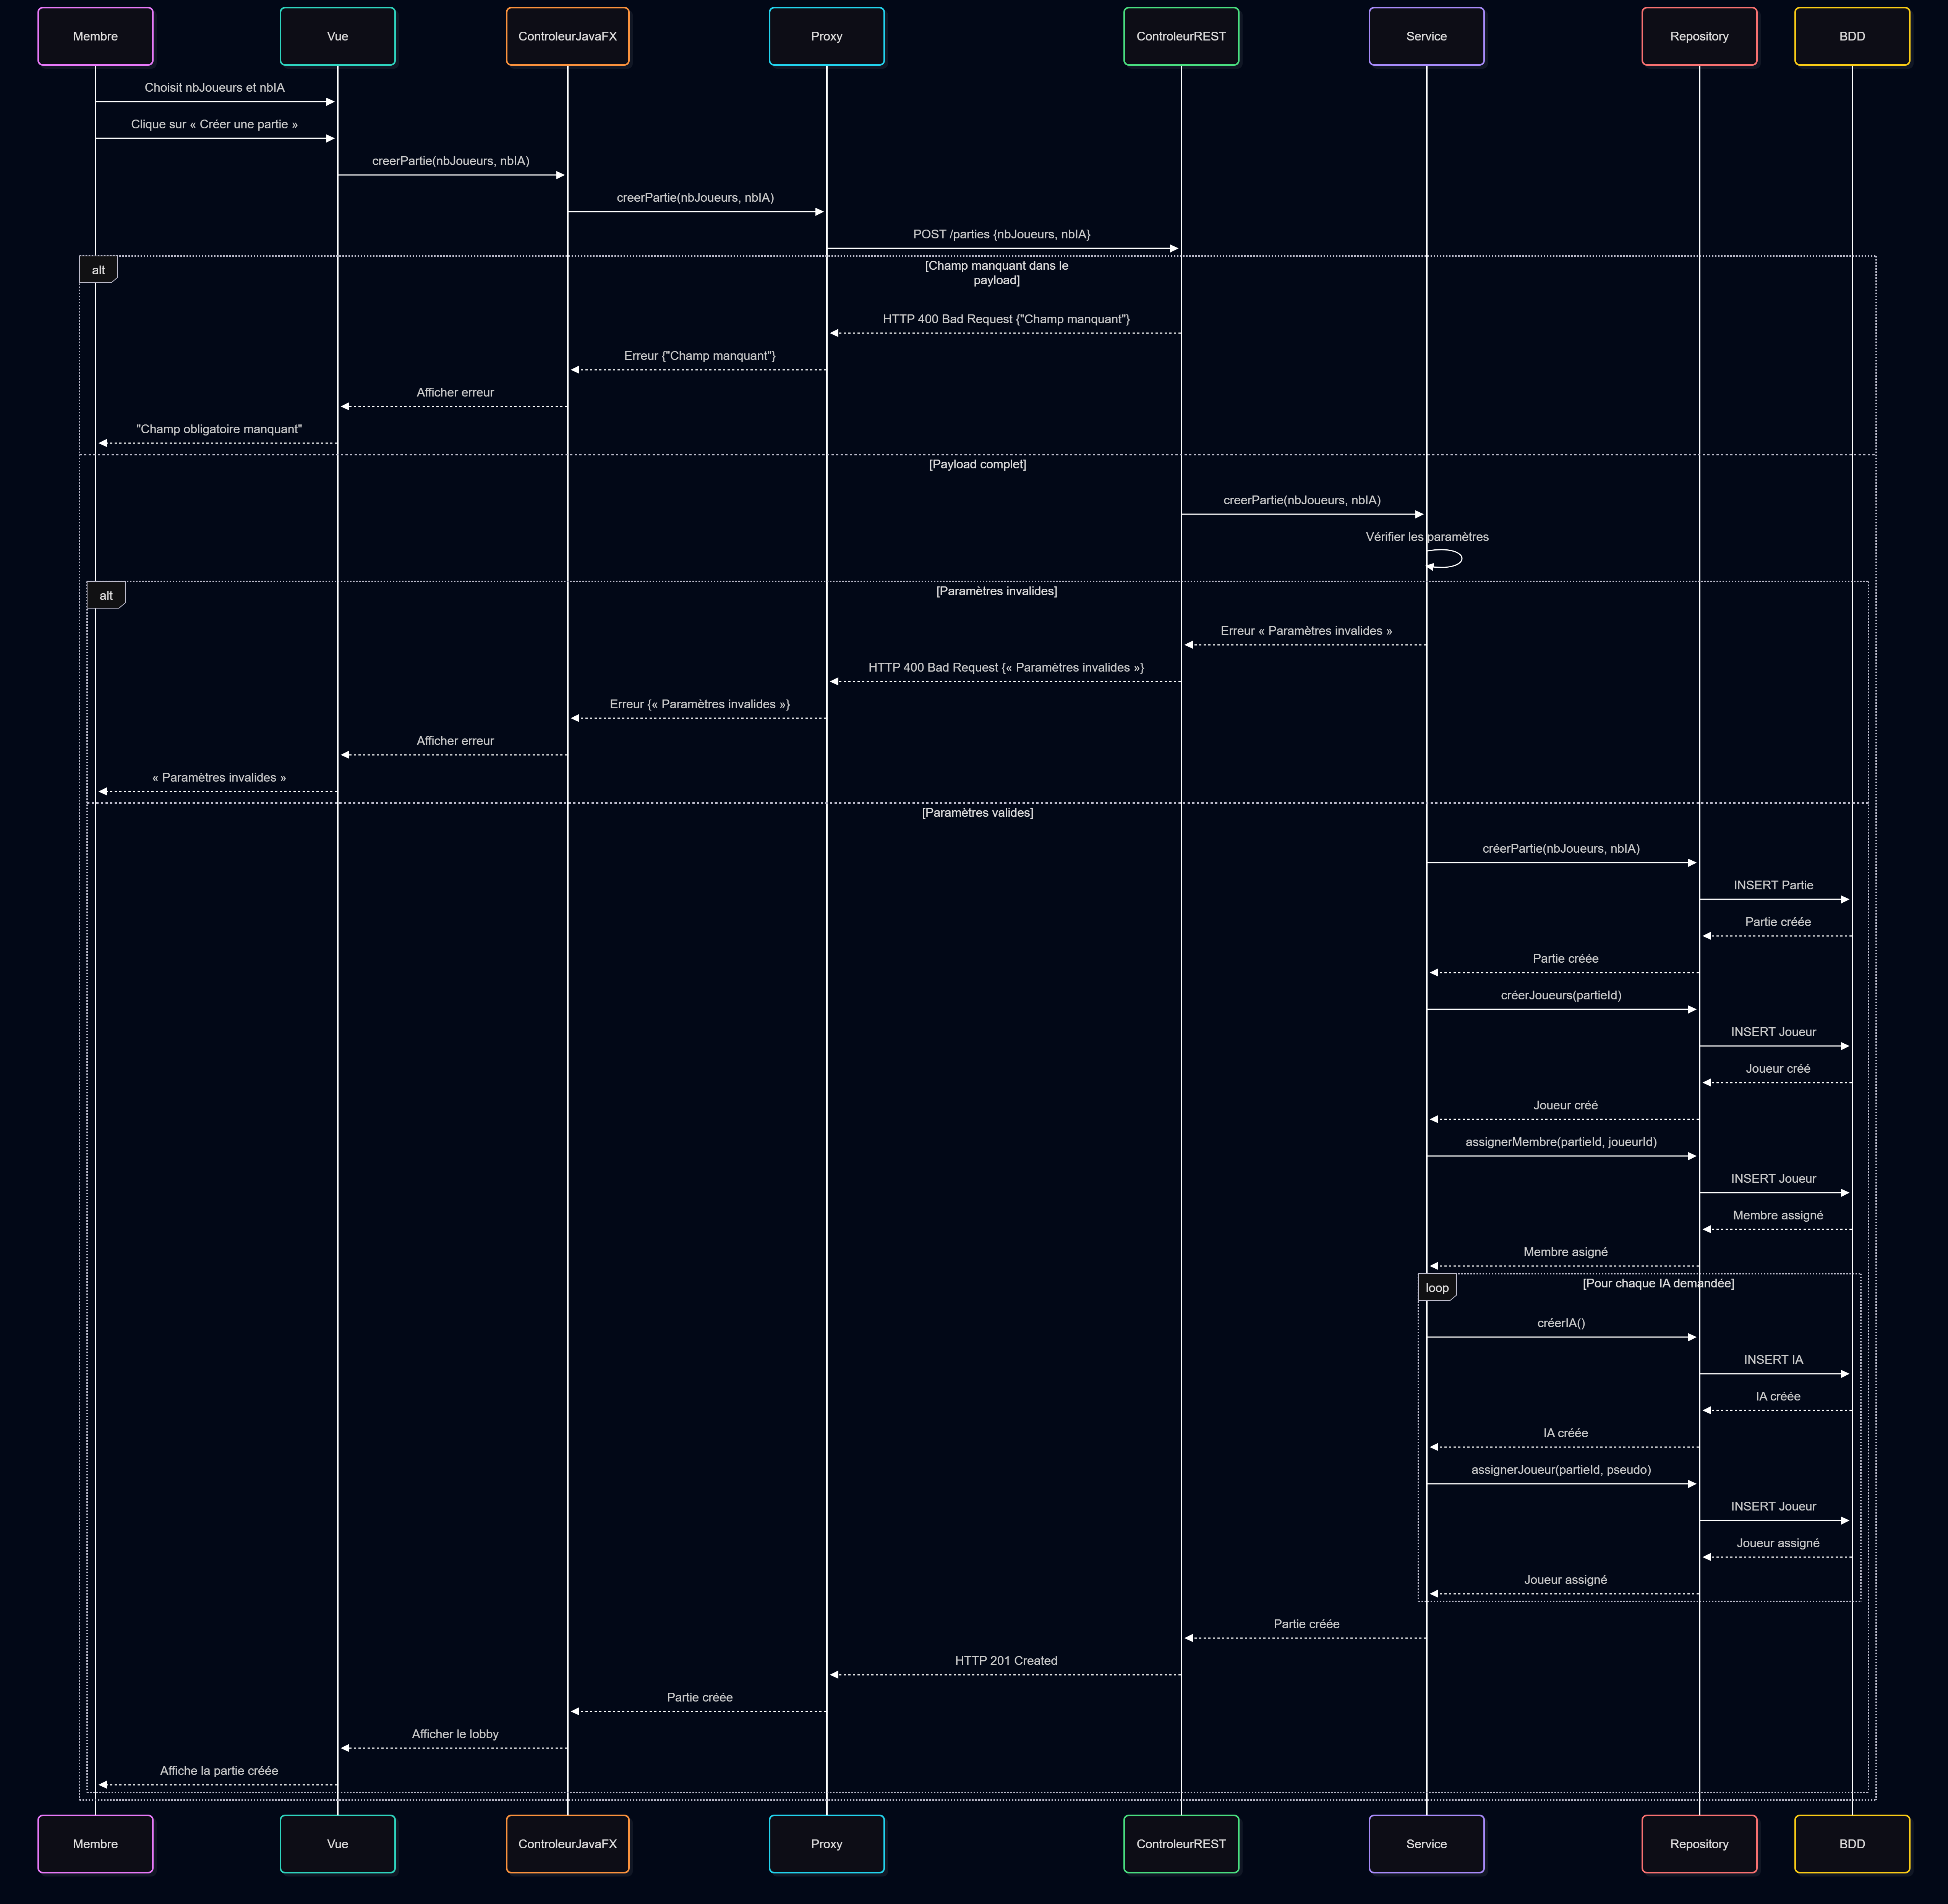 Membre
Vue
ControleurJavaFX
Proxy
ControleurREST
Service
Repository
BDD
Choisit nbJoueurs et nbIA
Clique sur « Créer une partie »
creerPartie(nbJoueurs, nbIA)
creerPartie(nbJoueurs, nbIA)
POST /parties {nbJoueurs, nbIA}
alt
[Champ manquant dans le
payload]
HTTP 400 Bad Request {"Champ manquant"}
Erreur {"Champ manquant"}
Afficher erreur
"Champ obligatoire manquant"
[Payload complet]
creerPartie(nbJoueurs, nbIA)
Vérifier les paramètres
alt
[Paramètres invalides]
Erreur « Paramètres invalides »
HTTP 400 Bad Request {« Paramètres invalides »}
Erreur {« Paramètres invalides »}
Afficher erreur
« Paramètres invalides »
[Paramètres valides]
créerPartie(nbJoueurs, nbIA)
INSERT Partie
Partie créée
Partie créée
créerJoueurs(partieId)
INSERT Joueur
Joueur créé
Joueur créé
assignerMembre(partieId, joueurId)
INSERT Joueur
Membre assigné
Membre asigné
loop
[Pour chaque IA demandée]
créerIA()
INSERT IA
IA créée
IA créée
assignerJoueur(partieId, pseudo)
INSERT Joueur
Joueur assigné
Joueur assigné
Partie créée
HTTP 201 Created
Partie créée
Afficher le lobby
Affiche la partie créée
Membre
Vue
ControleurJavaFX
Proxy
ControleurREST
Service
Repository
BDD